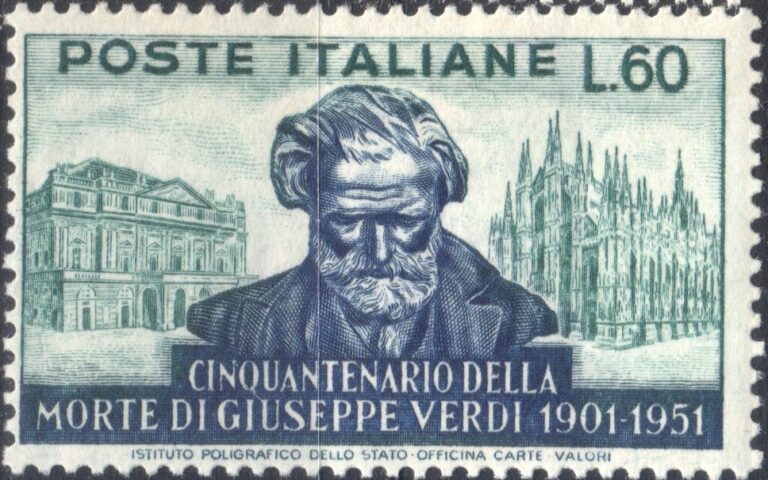 POSTE ITALIANE L.60
CINQUANTENARIO DELLA
MORTE DI GIUSEPPE VERDI 1901-1951
ISTITUTO POLIGRAFICO DELLO STATO-OFFICINA CARTE VALORI